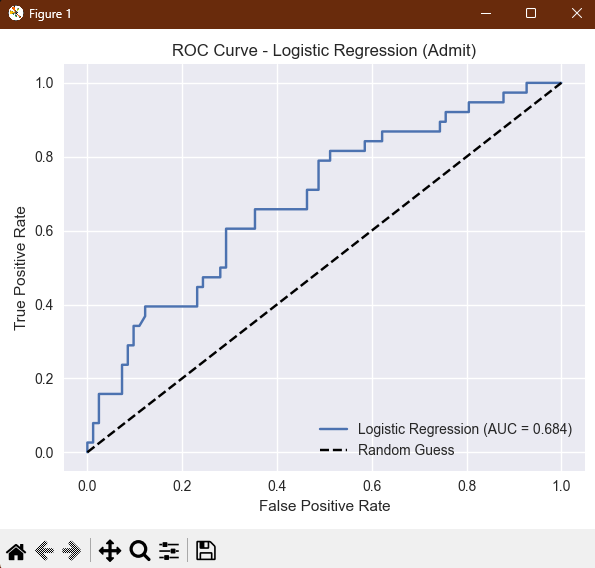 Figure 1
ROC Curve - Logistic Regression (Admit)
1.0
0.8
0.6
0.4
0.2
0.0
True Positive Rate
Logistic Regression (AUC = 0.684)
Random Guess
0.0 0.2 0.4 0.6 0.8 1.0
False Positive Rate